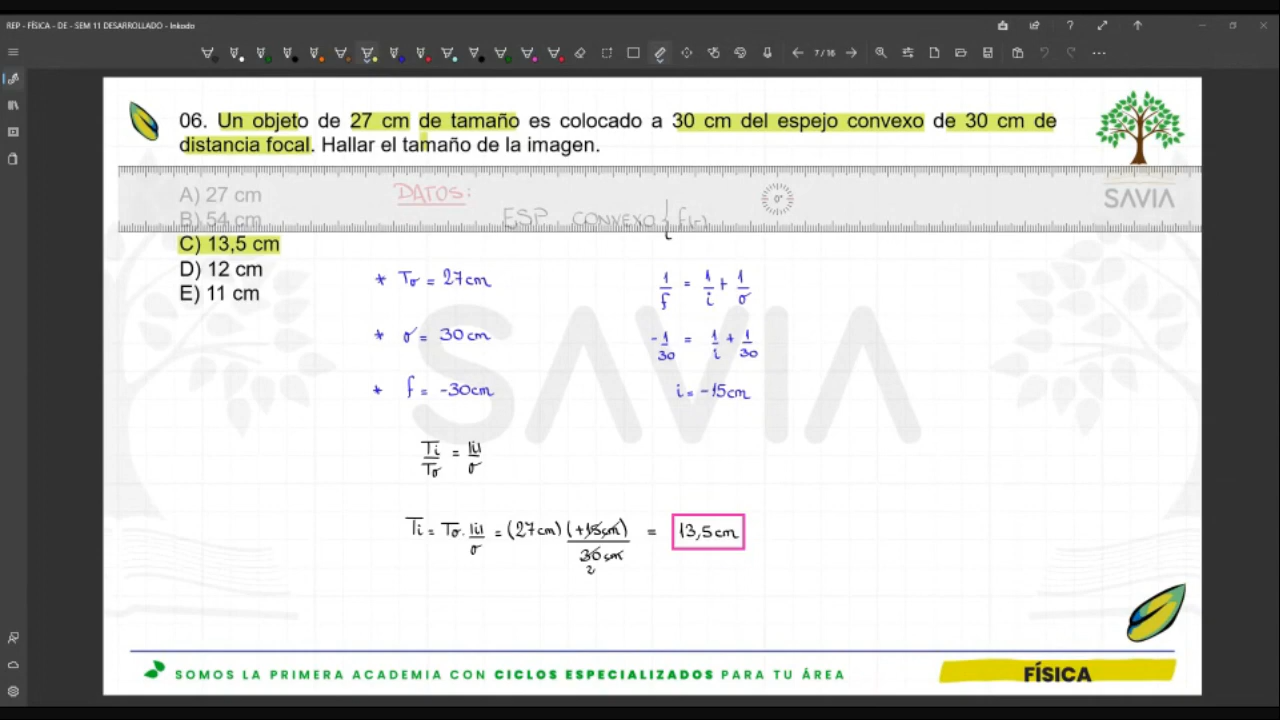 REP - FÍSICA - DE - SEM 11 DESARROLLADO - Inkodo
7/16
06. Un objeto de 27 cm de tamaño es colocado a 30 cm del espejo convexo de 30 cm de
distancia focal. Hallar el tamaño de la imagen.
SAVIA
A) 27 cm
B) 54 cm
C) 13,5 cm
D) 12 cm
E) 11 cm
DATOS:
ESP. CONVEXO { f(-)
i
0°
* To = 27cm
* o = 30cm
* f = -30cm
1/f = 1/i + 1/o
-1/30 = 1/i + 1/30
i = -15cm
Ti/To = |i|/o
Ti = To . |i|/o = (27cm) (+15cm)/30cm = 13,5cm
2
SAVIA
SOMOS LA PRIMERA ACADEMIA CON CICLOS ESPECIALIZADOS PARA TU ÁREA
FÍSICA